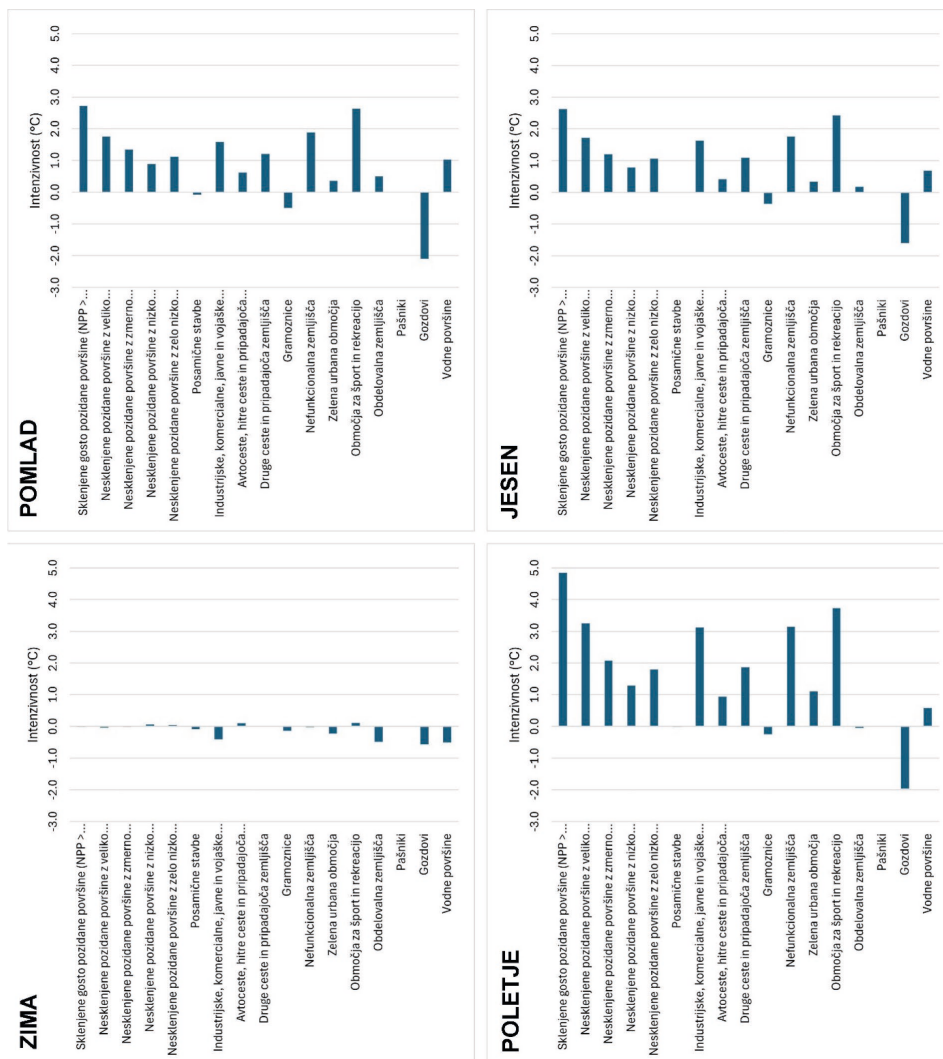 ZIMA
Intenzivnost (°C)
-3.0 -2.0 -1.0 0.0 1.0 2.0 3.0 4.0 5.0
Sklenjene gosto pozidane površine (NPP >...
Nesklenjene pozidane površine z veliko...
Nesklenjene pozidane površine z zmerno...
Nesklenjene pozidane površine z nizko...
Nesklenjene pozidane površine z zelo nizko...
Posamične stavbe
Industrijske, komercialne, javne in vojaške...
Avtoceste, hitre ceste in pripadajoča...
Druge ceste in pripadajoča zemljišča
Gramoznice
Nefunkcionalna zemljišča
Zelena urbana območja
Območja za šport in rekreacijo
Obdelovalna zemljišča
Pašniki
Gozdovi
Vodne površine
POMLAD
Intenzivnost (°C)
-3.0 -2.0 -1.0 0.0 1.0 2.0 3.0 4.0 5.0
Sklenjene gosto pozidane površine (NPP >...
Nesklenjene pozidane površine z veliko...
Nesklenjene pozidane površine z zmerno...
Nesklenjene pozidane površine z nizko...
Nesklenjene pozidane površine z zelo nizko...
Posamične stavbe
Industrijske, komercialne, javne in vojaške...
Avtoceste, hitre ceste in pripadajoča...
Druge ceste in pripadajoča zemljišča
Gramoznice
Nefunkcionalna zemljišča
Zelena urbana območja
Območja za šport in rekreacijo
Obdelovalna zemljišča
Pašniki
Gozdovi
Vodne površine
POLETJE
Intenzivnost (°C)
-3.0 -2.0 -1.0 0.0 1.0 2.0 3.0 4.0 5.0
Sklenjene gosto pozidane površine (NPP >...
Nesklenjene pozidane površine z veliko...
Nesklenjene pozidane površine z zmerno...
Nesklenjene pozidane površine z nizko...
Nesklenjene pozidane površine z zelo nizko...
Posamične stavbe
Industrijske, komercialne, javne in vojaške...
Avtoceste, hitre ceste in pripadajoča...
Druge ceste in pripadajoča zemljišča
Gramoznice
Nefunkcionalna zemljišča
Zelena urbana območja
Območja za šport in rekreacijo
Obdelovalna zemljišča
Pašniki
Gozdovi
Vodne površine
JESEN
Intenzivnost (°C)
-3.0 -2.0 -1.0 0.0 1.0 2.0 3.0 4.0 5.0
Sklenjene gosto pozidane površine (NPP >...
Nesklenjene pozidane površine z veliko...
Nesklenjene pozidane površine z zmerno...
Nesklenjene pozidane površine z nizko...
Nesklenjene pozidane površine z zelo nizko...
Posamične stavbe
Industrijske, komercialne, javne in vojaške...
Avtoceste, hitre ceste in pripadajoča...
Druge ceste in pripadajoča zemljišča
Gramoznice
Nefunkcionalna zemljišča
Zelena urbana območja
Območja za šport in rekreacijo
Obdelovalna zemljišča
Pašniki
Gozdovi
Vodne površine